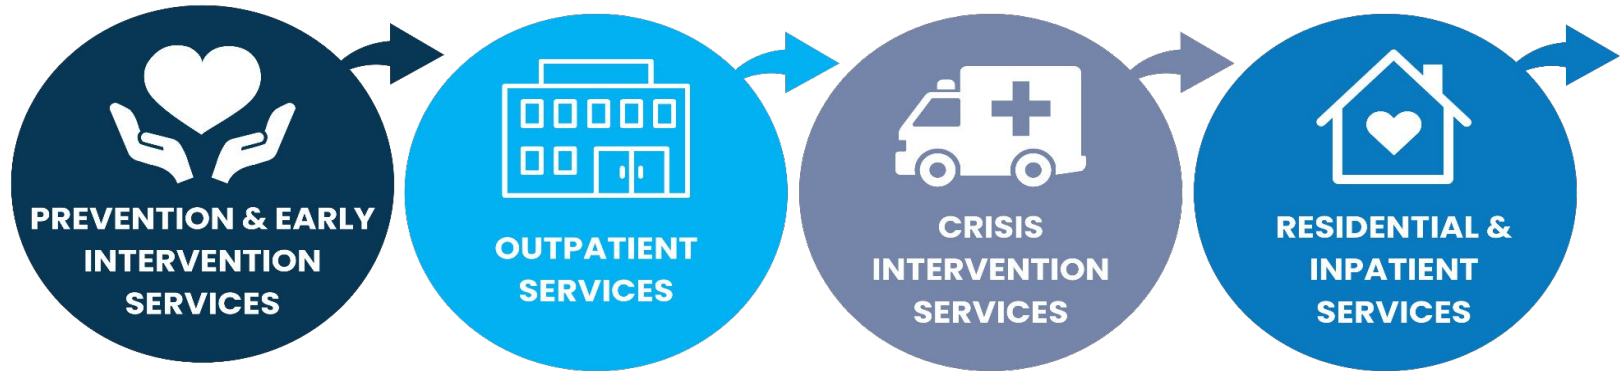 PREVENTION & EARLY
INTERVENTION
SERVICES
OUTPATIENT
SERVICES
CRISIS
INTERVENTION
SERVICES
RESIDENTIAL &
INPATIENT
SERVICES